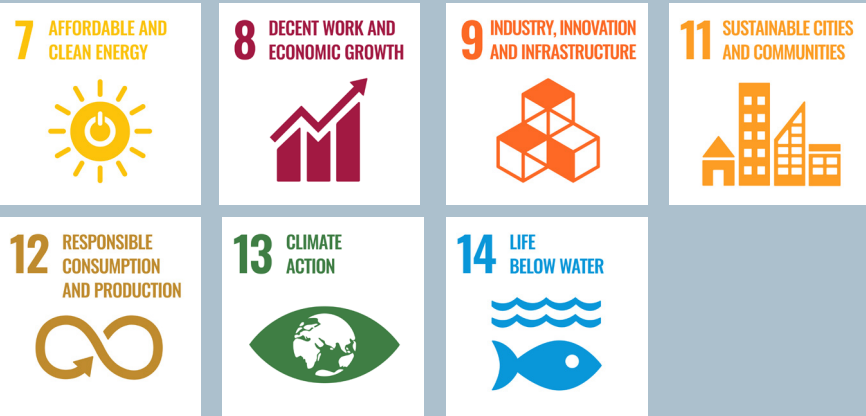 7 AFFORDABLE AND
CLEAN ENERGY
8 DECENT WORK AND
ECONOMIC GROWTH
9 INDUSTRY, INNOVATION
AND INFRASTRUCTURE
11 SUSTAINABLE CITIES
AND COMMUNITIES
12 RESPONSIBLE
CONSUMPTION
AND PRODUCTION
13 CLIMATE
ACTION
14 LIFE
BELOW WATER